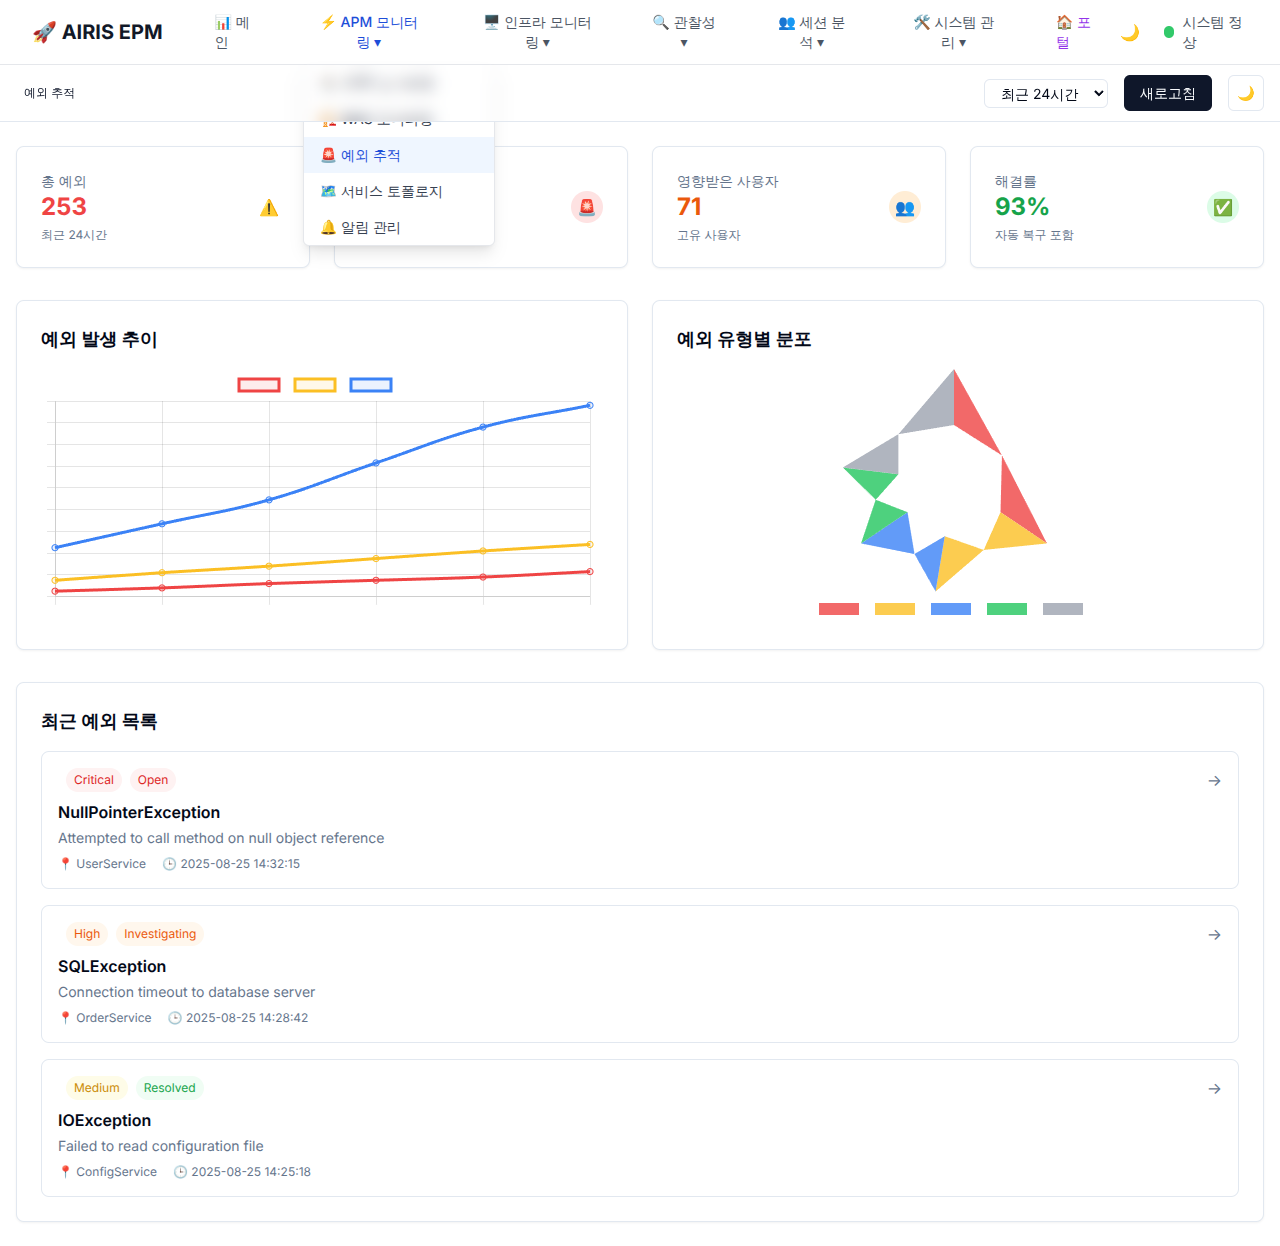 🚀 AIRIS EPM
📊 메
인
⚡ APM 모니터
링 ▾
🖥️ 인프라 모니터
링 ▾
🔍 관찰성
▾
👥 세션 분
석 ▾
🛠️ 시스템 관
리 ▾
🏠 포
털
🌙
시스템 정
상
예외 추적
최근 24시간
새로고침
🌙
🚨 예외 추적
🗺️ 서비스 토폴로지
🔔 알림 관리
총 예외
253
최근 24시간
영향받은 사용자
71
고유 사용자
해결률
93%
자동 복구 포함
예외 발생 추이
예외 유형별 분포
최근 예외 목록
Critical Open
→
NullPointerException
Attempted to call method on null object reference
📍 UserService 🕒 2025-08-25 14:32:15
High Investigating
→
SQLException
Connection timeout to database server
📍 OrderService 🕒 2025-08-25 14:28:42
Medium Resolved
→
IOException
Failed to read configuration file
📍 ConfigService 🕒 2025-08-25 14:25:18